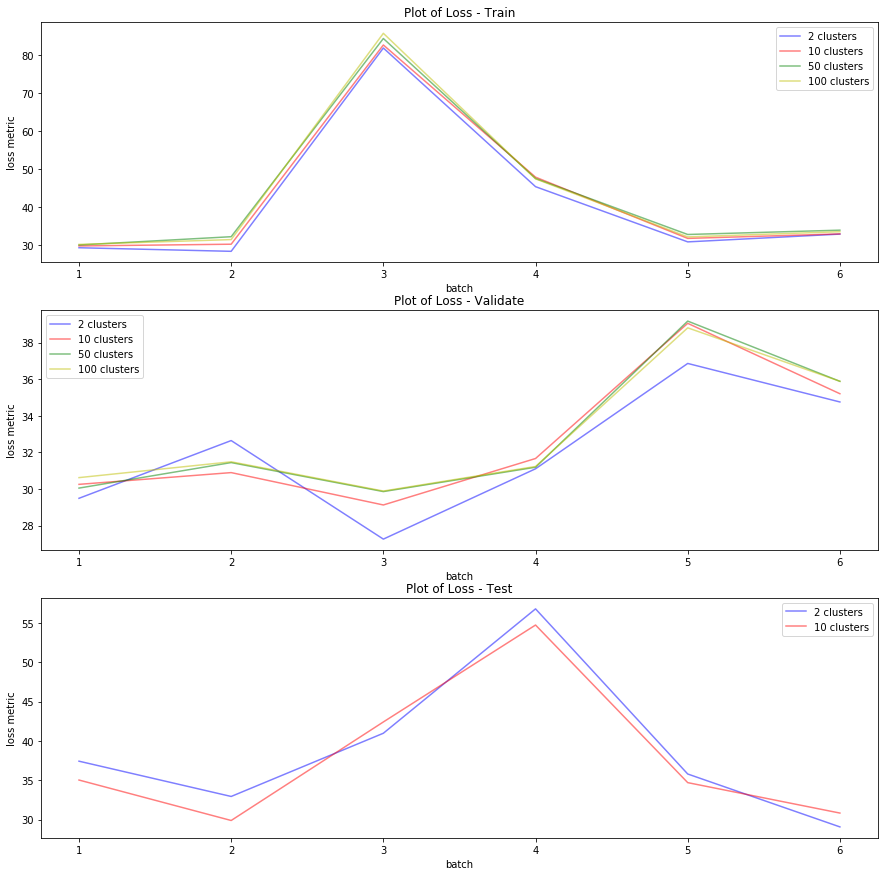 Plot of Loss - Train
80
70
60
50
40
30
loss metric
2 clusters
10 clusters
50 clusters
100 clusters
1 2 3 4 5 6
batch
Plot of Loss - Validate
38
36
34
32
30
28
loss metric
2 clusters
10 clusters
50 clusters
100 clusters
1 2 3 4 5 6
batch
Plot of Loss - Test
55
50
45
40
35
30
loss metric
2 clusters
10 clusters
1 2 3 4 5 6
batch